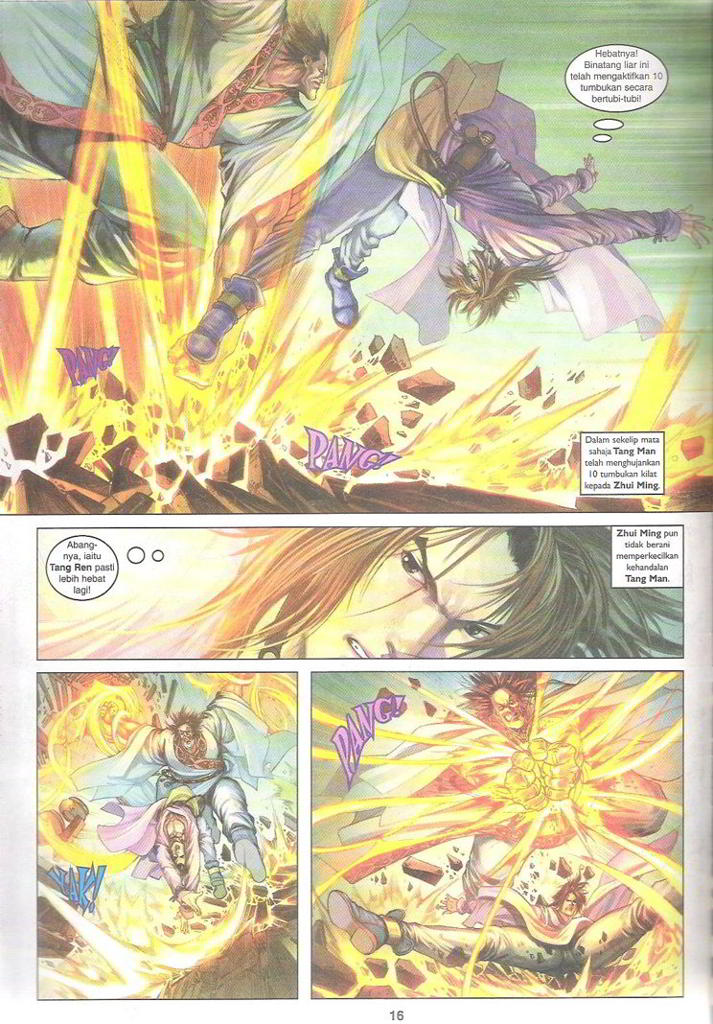 Hebatnya!
Binatang liar ini
telah mengaktifkan 10
tumbukan secara
bertubi-tubi!
PANG!
PANG!
Dalam sekelip mata
sahaja Tang Man
telah menghujankan
10 tumbukan kilat
kepada Zhui Ming.
Abang-
nya, iaitu
Tang Ren pasti
lebih hebat
lagi!
Zhui Ming pun
tidak berani
memperkecilkan
kehandalan
Tang Man.
PANG!
16